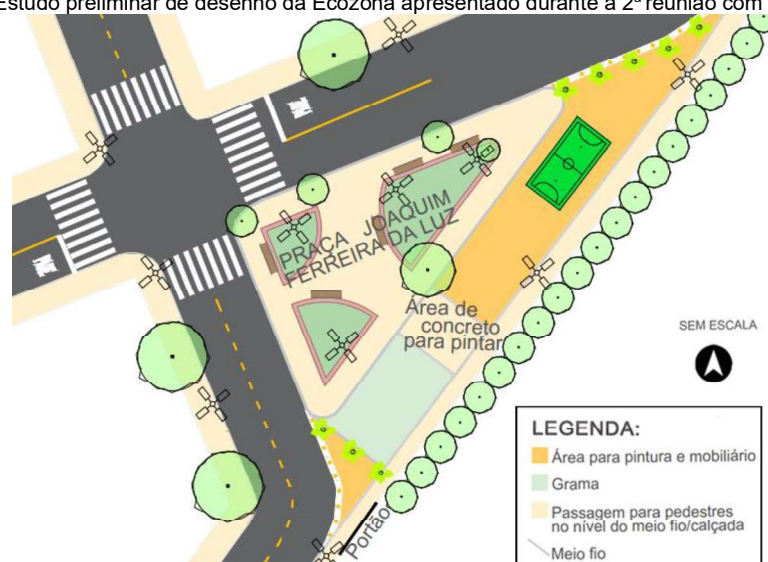 Estudo preliminar de desenho da Ecozona apresentado durante a 2ª reunião com
PRAÇA JOAQUIM
FERREIRA DA LUZ
Área de
concreto
para pintar
SEM ESCALA
LEGENDA:
Área para pintura e mobiliário
Grama
Passagem para pedestres
no nível do meio fio/calçada
Meio fio
Portão